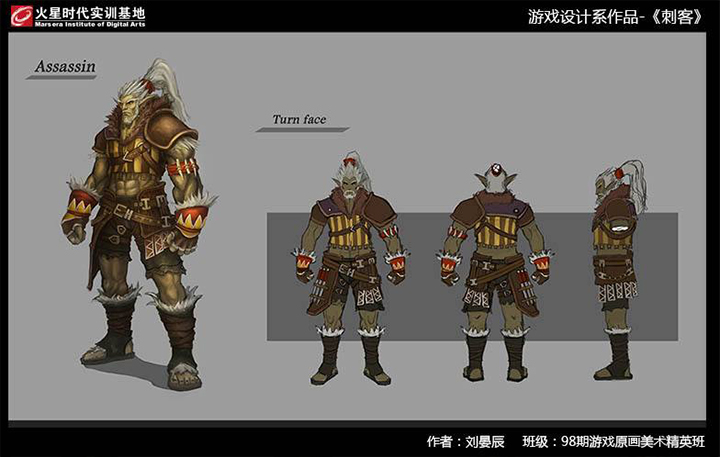 火星时代实训基地
Marsera Institute of Digital Arts
游戏设计系作品-《刺客》
Assassin
Turn face
作者：刘晏辰 班级：98期游戏原画美术精英班